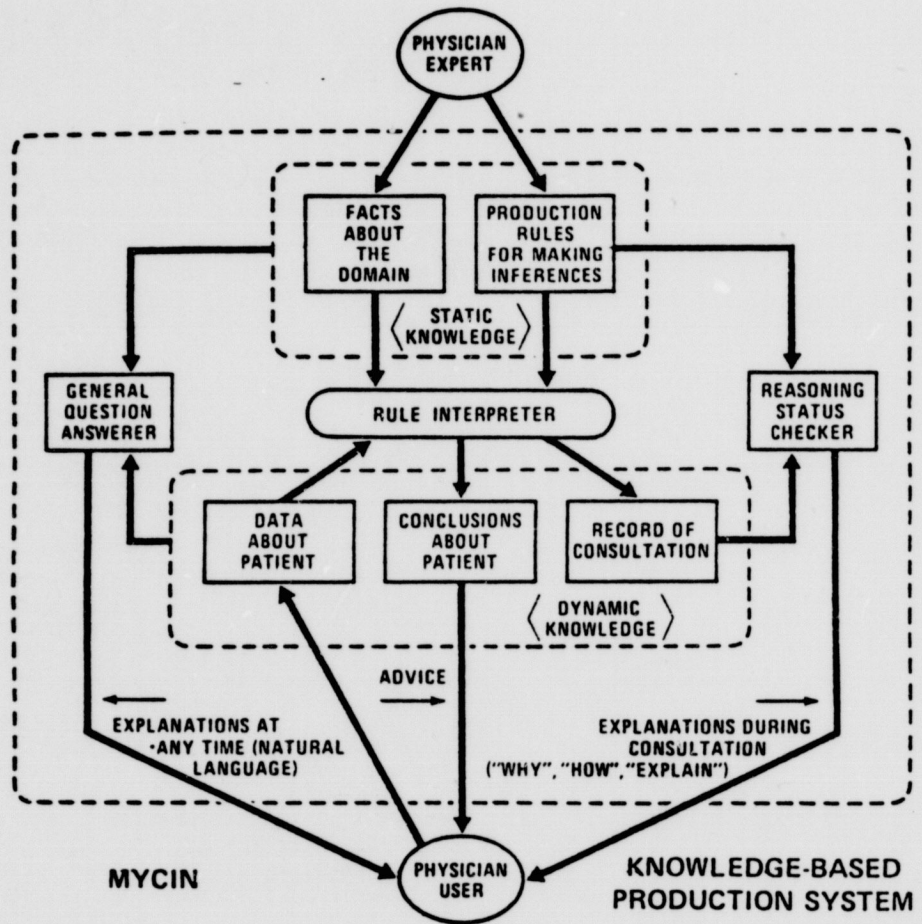 PHYSICIAN
EXPERT
FACTS
ABOUT
THE
DOMAIN
PRODUCTION
RULES
FOR MAKING
INFERENCES
STATIC
KNOWLEDGE
GENERAL
QUESTION
ANSWERER
RULE INTERPRETER
REASONING
STATUS
CHECKER
DATA
ABOUT
PATIENT
CONCLUSIONS
ABOUT
PATIENT
RECORD OF
CONSULTATION
DYNAMIC
KNOWLEDGE
ADVICE
EXPLANATIONS AT
ANY TIME (NATURAL
LANGUAGE)
EXPLANATIONS DURING
CONSULTATION
("WHY", "HOW", "EXPLAIN")
PHYSICIAN
USER
MYCIN
KNOWLEDGE-BASED
PRODUCTION SYSTEM